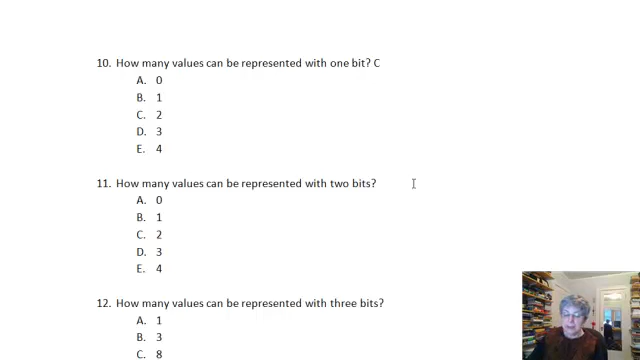 10. How many values can be represented with one bit? C
A. 0
B. 1
C. 2
D. 3
E. 4
11. How many values can be represented with two bits?
A. 0
B. 1
C. 2
D. 3
E. 4
12. How many values can be represented with three bits?
A. 1
B. 3
C. 8